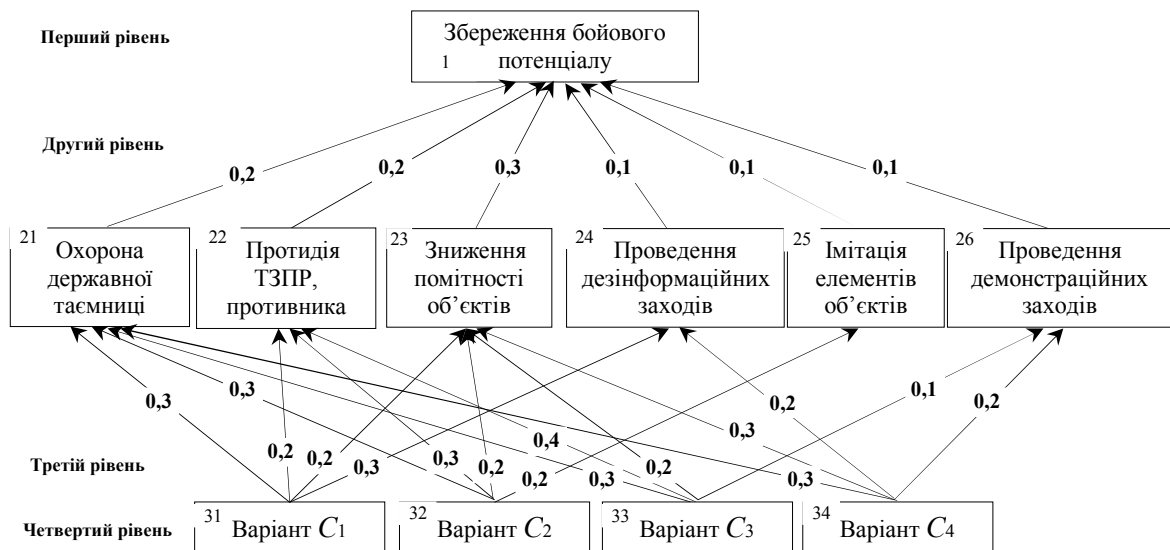 Перший рівень
Збереження бойового
1 потенціалу
Другий рівень
0,2 0,2 0,3 0,1 0,1 0,1
21 Охорона
державної
таємниці
22 Протидія
ТЗПР,
противника
23 Зниження
помітності
об’єктів
24 Проведення
дезінформаційних
заходів
25 Імітація
елементів
об’єктів
26 Проведення
демонстраційних
заходів
0,3 0,3 0,2 0,1 0,2
0,2 0,2 0,3 0,3 0,2 0,2 0,4 0,3 0,2 0,3
Третій рівень
Четвертий рівень
31 Варіант C1
32 Варіант C2
33 Варіант C3
34 Варіант C4